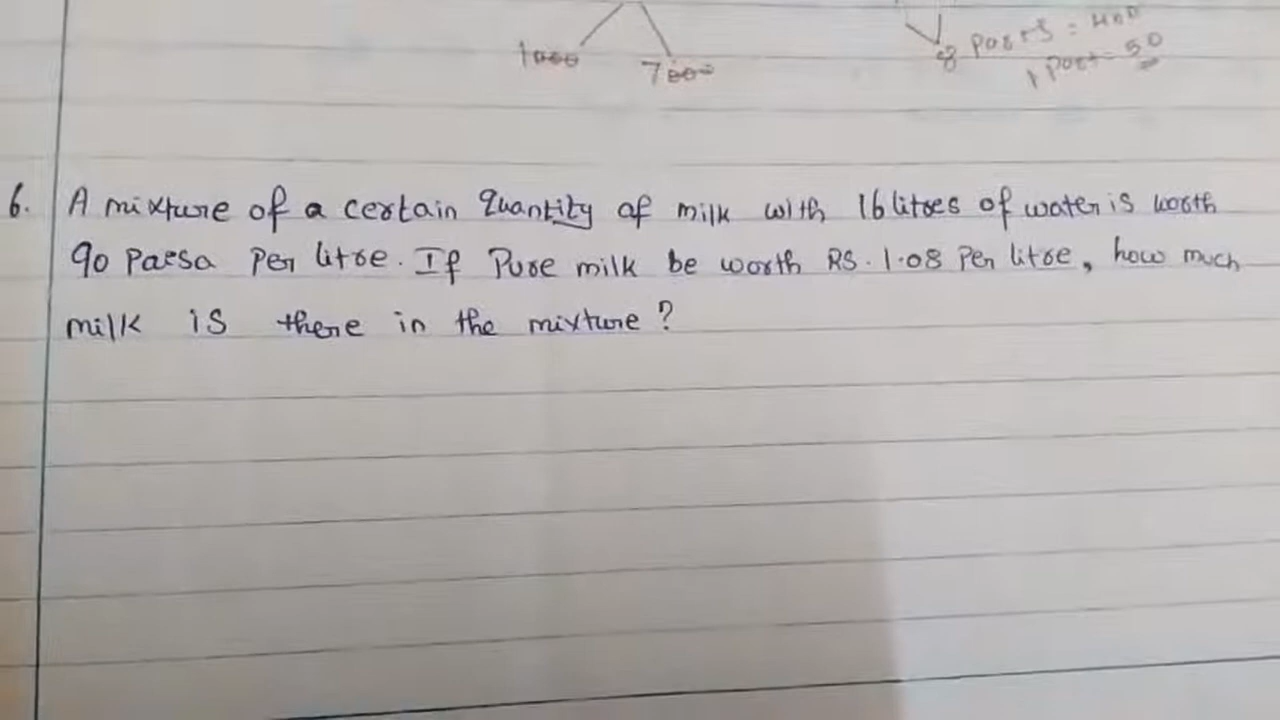 1000
7000
8 parts = 400
1 part = 50
6. A mixture of a certain Quantity of milk with 16 litres of water is worth
90 Paesa Per litre. If Pure milk be worth RS. 1.08 Per litre, how much
milk is there in the mixture?